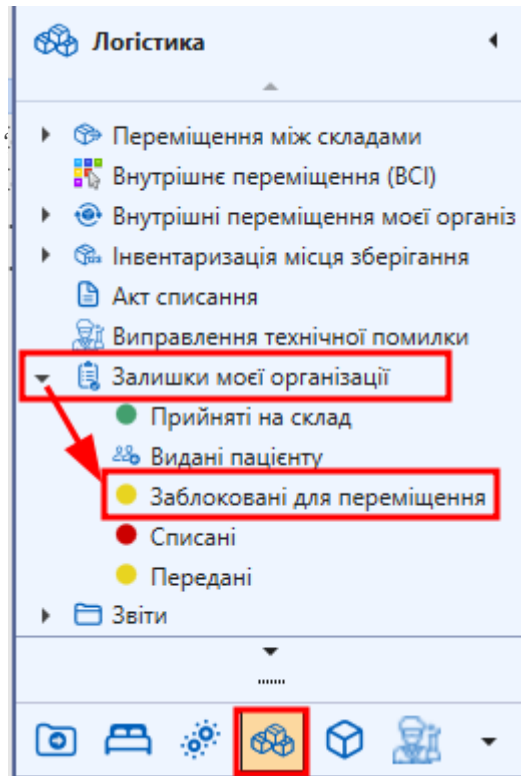 Логістика
Переміщення між складами
Внутрішнє переміщення (ВСІ)
Внутрішні переміщення моєї організ
Інвентаризація місця зберігання
Акт списання
Виправлення технічної помилки
Залишки моєї організації
Прийняті на склад
Видані пацієнту
Заблоковані для переміщення
Списані
Передані
Звіти